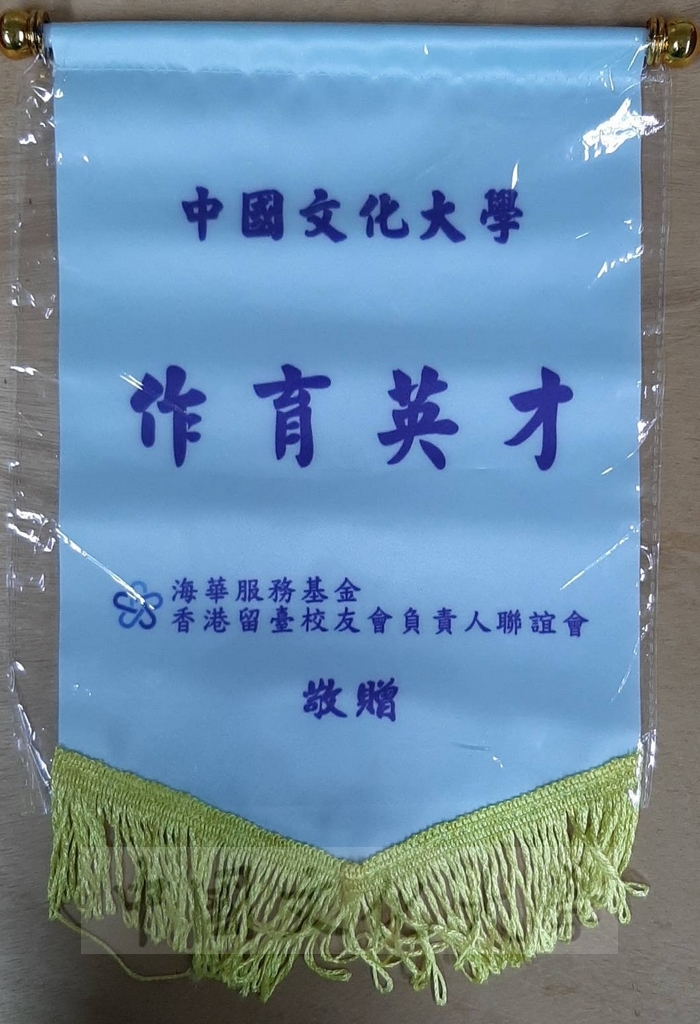 中國文化大學
作育英才
海華服務基金
香港留臺校友會負責人聯誼會
敬贈